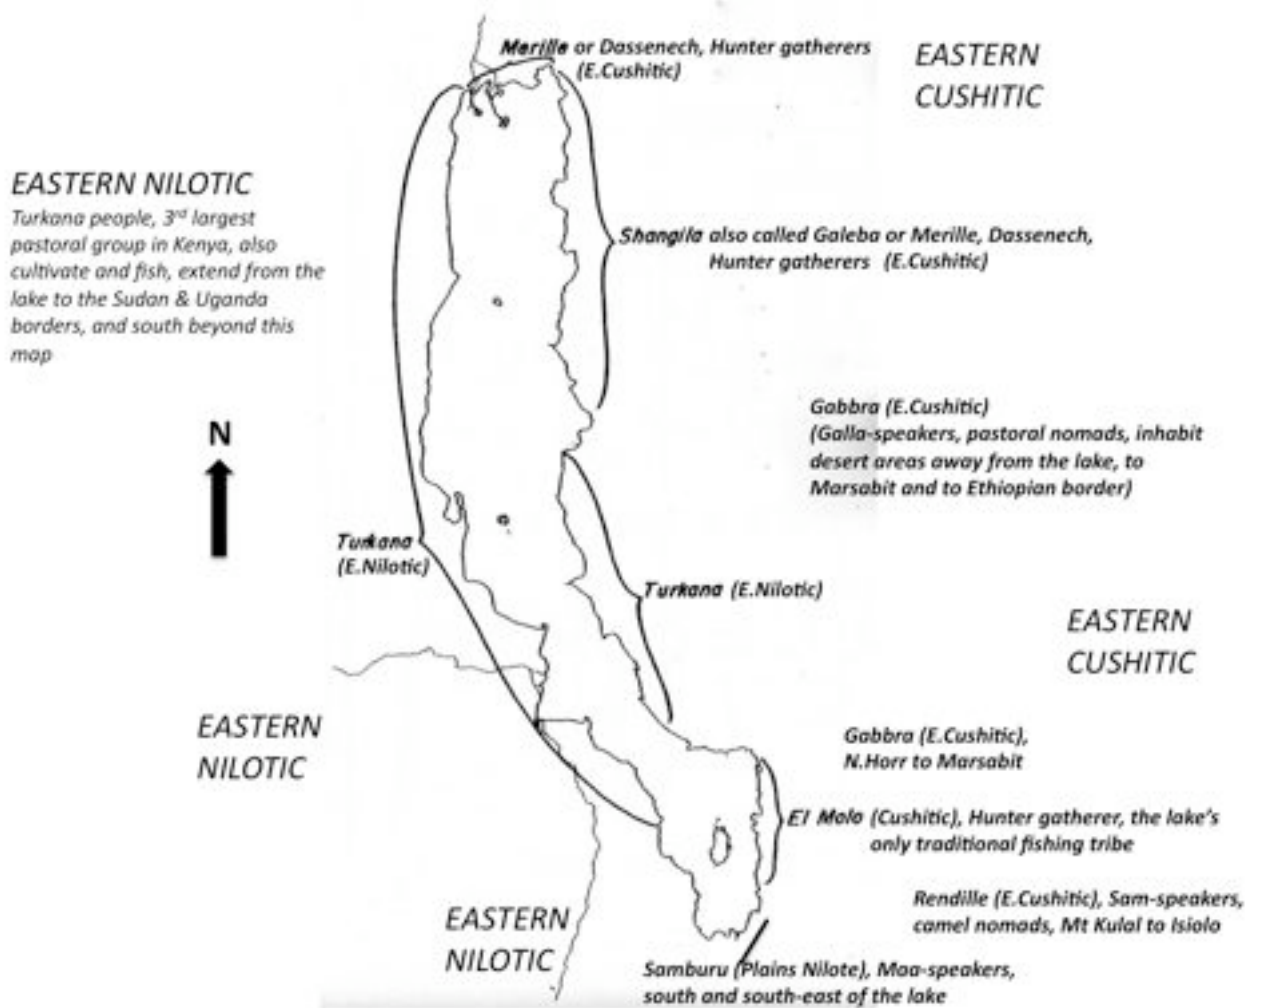 Merille or Dassenech, Hunter gatherers
(E.Cushitic)
EASTERN
CUSHITIC
EASTERN NILOTIC
Turkana people, 3rd largest
pastoral group in Kenya, also
cultivate and fish, extend from the
lake to the Sudan & Uganda
borders, and south beyond this
map
Shangila also called Galeba or Merille, Dassenech,
Hunter gatherers (E.Cushitic)
N
Gabbra (E.Cushitic)
(Galla-speakers, pastoral nomads, inhabit
desert areas away from the lake, to
Marsabit and to Ethiopian border)
Turkana
(E.Nilotic)
Turkana (E.Nilotic)
EASTERN
CUSHITIC
EASTERN
NILOTIC
Gabbra (E.Cushitic),
N.Horr to Marsabit
El Molo (Cushitic), Hunter gatherer, the lake's
only traditional fishing tribe
Rendille (E.Cushitic), Sam-speakers,
camel nomads, Mt Kulal to Isiolo
EASTERN
NILOTIC
Samburu (Plains Nilote), Maa-speakers,
south and south-east of the lake